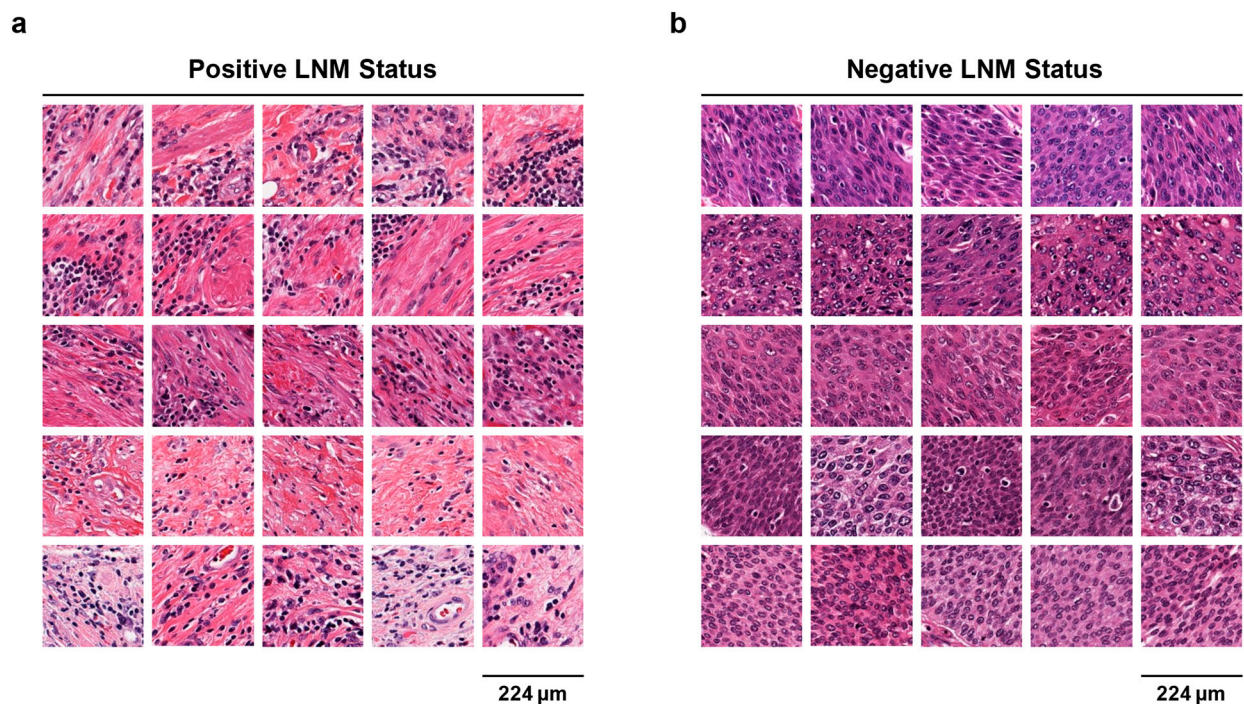 a
Positive LNM Status
224 µm
b
Negative LNM Status
224 µm